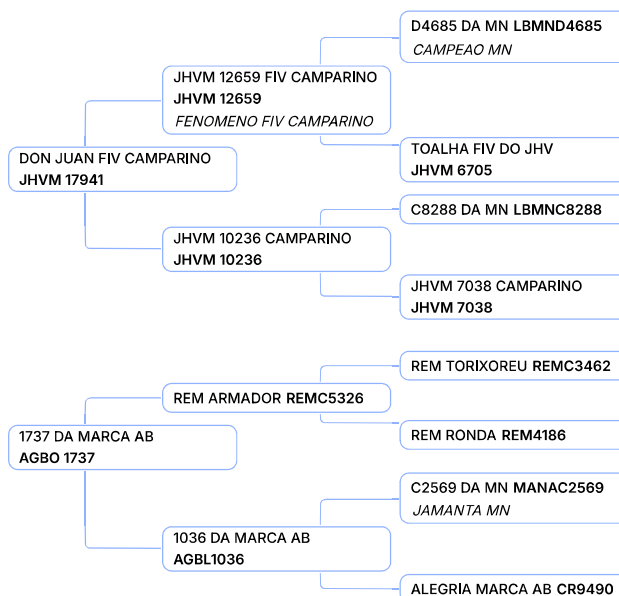 D4685 DA MN LBMND4685
CAMPEAO MN
JHVM 12659 FIV CAMPARINO
JHVM 12659
FENOMENO FIV CAMPARINO
TOALHA FIV DO JHV
JHVM 6705
DON JUAN FIV CAMPARINO
JHVM 17941
C8288 DA MN LBMNC8288
JHVM 10236 CAMPARINO
JHVM 10236
JHVM 7038 CAMPARINO
JHVM 7038
REM TORIXOREU REMC3462
REM ARMADOR REMC5326
REM RONDA REM4186
1737 DA MARCA AB
AGBO 1737
C2569 DA MN MANAC2569
JAMANTA MN
1036 DA MARCA AB
AGBL1036
ALEGRIA MARCA AB CR9490